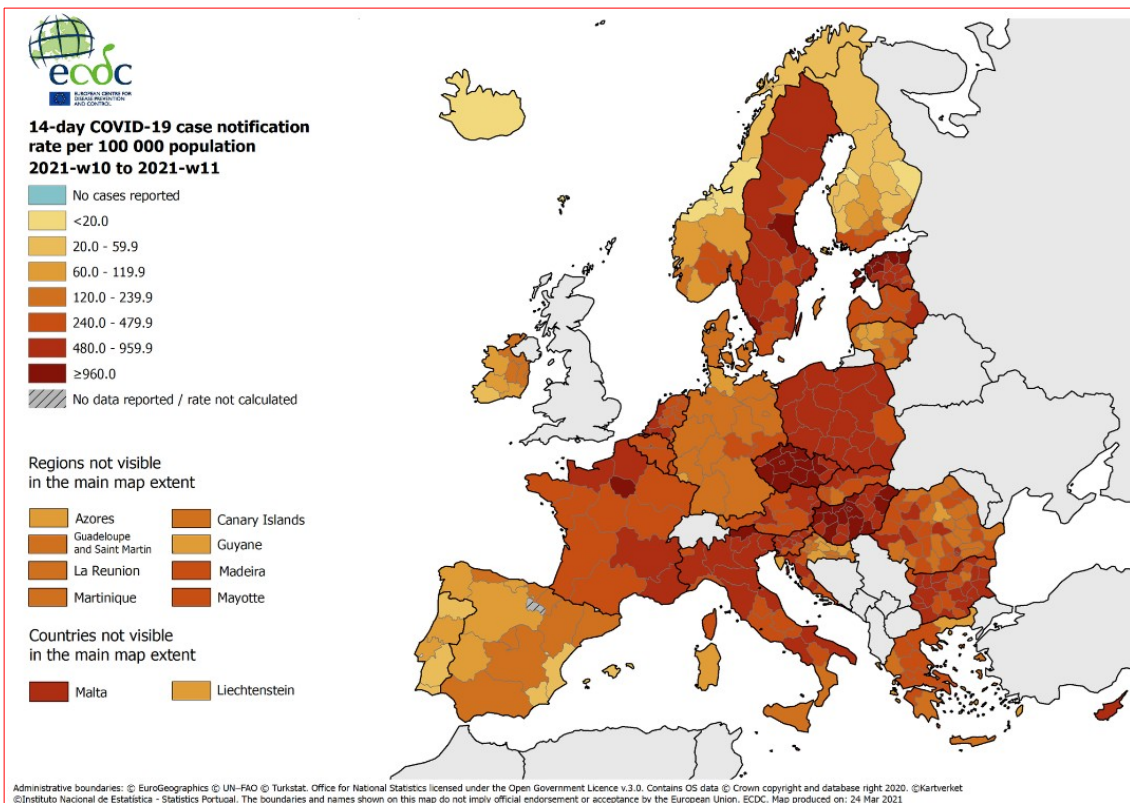 ecdc
EUROPEAN CENTRE FOR
DISEASE PREVENTION
AND CONTROL
14-day COVID-19 case notification
rate per 100 000 population
2021-w10 to 2021-w11
No cases reported
<20.0
20.0 - 59.9
60.0 - 119.9
120.0 - 239.9
240.0 - 479.9
480.0 - 959.9
≥960.0
No data reported / rate not calculated
Regions not visible
in the main map extent
Azores
Canary Islands
Guadeloupe
and Saint Martin
Guyane
La Reunion
Madeira
Martinique
Mayotte
Countries not visible
in the main map extent
Malta
Liechtenstein
Administrative boundaries: © EuroGeographics © UN–FAO © Turkstat. Office for National Statistics licensed under the Open Government Licence v.3.0. Contains OS data © Crown copyright and database right 2020. ©Kartverket
©Instituto Nacional de Estatística - Statistics Portugal. The boundaries and names shown on this map do not imply official endorsement or acceptance by the European Union. ECDC. Map produced on: 24 Mar 2021